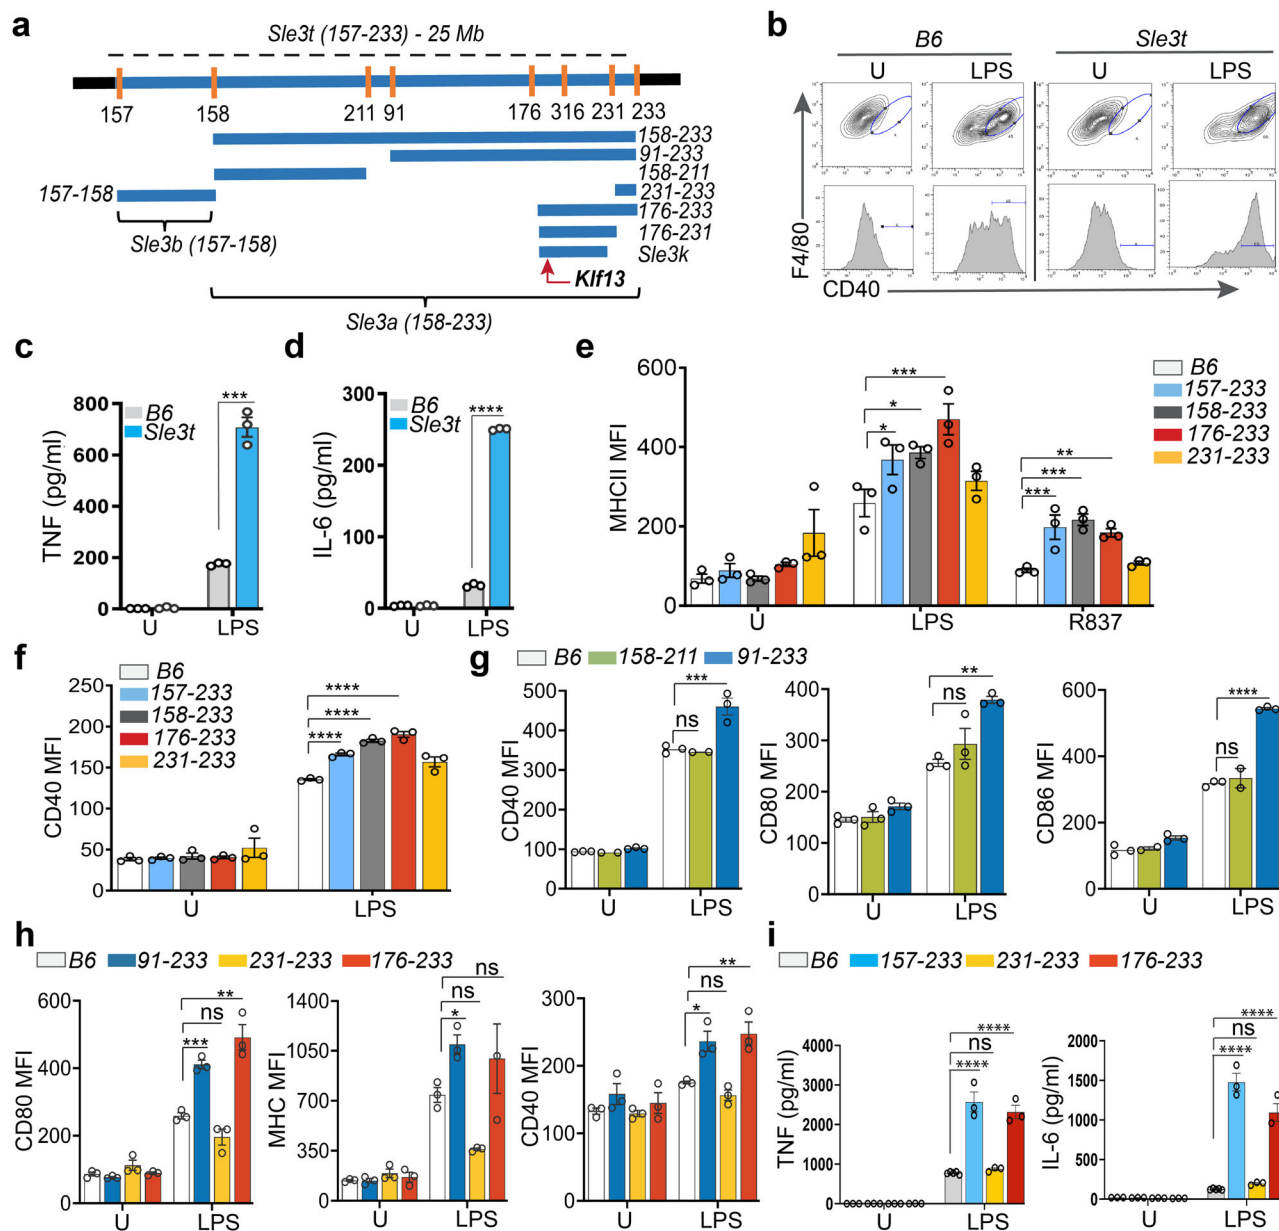 a
Sle3t (157-233) - 25 Mb
157 158 211 91 176 316 231 233
158-233
91-233
158-211
157-158
231-233
176-233
Sle3b (157-158)
176-231
Sle3k
Klf13
Sle3a (158-233)
b
B6 Sle3t
U LPS U LPS
F4/80
CD40
c
TNF (pg/ml)
800
600
400
200
0
B6
Sle3t
***
U LPS
d
IL-6 (pg/ml)
300
200
100
0
B6
Sle3t
****
U LPS
e
MHCII MFI
600
400
200
0
* * ***
*** *** **
U LPS R837
B6
157-233
158-233
176-233
231-233
f
B6
157-233
158-233
176-233
231-233
CD40 MFI
250
200
150
100
50
0
****
****
****
U LPS
g
B6 158-211 91-233
CD40 MFI
500
400
300
200
100
0
***
ns
U LPS
CD80 MFI
400
300
200
100
0
**
ns
U LPS
CD86 MFI
600
400
200
0
****
ns
U LPS
h
B6 91-233 231-233 176-233
CD80 MFI
600
400
200
0
**
ns
***
U LPS
MHC MFI
1400
1050
700
350
0
ns
ns
*
U LPS
CD40 MFI
300
200
100
0
**
ns
*
U LPS
i
B6 157-233 231-233 176-233
TNF (pg/ml)
4000
3000
2000
1000
0
****
ns
****
U LPS
IL-6 (pg/ml)
2000
1500
1000
500
0
****
ns
****
U LPS